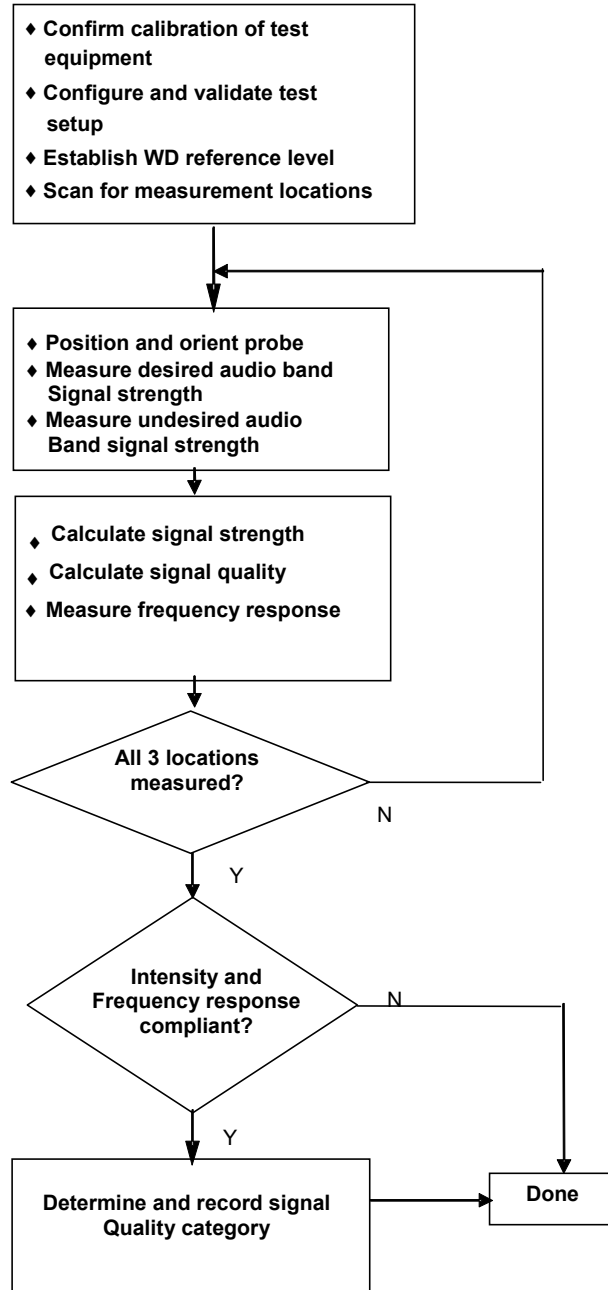 ♦ Confirm calibration of test
equipment
♦ Configure and validate test
setup
♦ Establish WD reference level
♦ Scan for measurement locations
♦ Position and orient probe
♦ Measure desired audio band
Signal strength
♦ Measure undesired audio
Band signal strength
♦ Calculate signal strength
♦ Calculate signal quality
♦ Measure frequency response
All 3 locations
measured?
N
Y
Intensity and
Frequency response
compliant?
N
Y
Determine and record signal
Quality category
Done